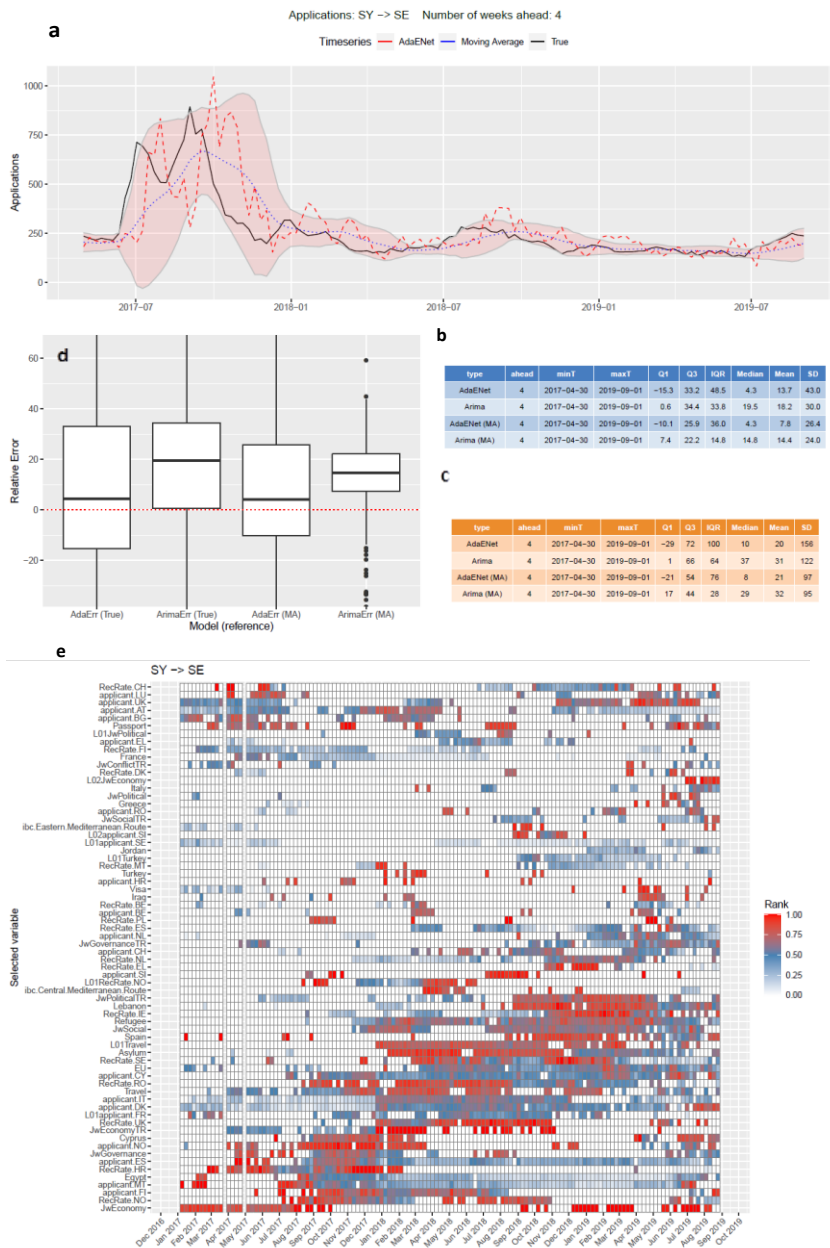 Applications: SY -> SE Number of weeks ahead: 4
a
Timeseries AdaENet Moving Average True
Applications
1000
750
500
250
0
2017-07 2018-01 2018-07 2019-01 2019-07
b
type ahead minT maxT Q1 Q3 IQR Median Mean SD
AdaENet 4 2017-04-30 2019-09-01 -15.3 33.2 48.5 4.3 13.7 43.0
Arima 4 2017-04-30 2019-09-01 0.6 34.4 33.8 19.5 18.2 30.0
AdaENet (MA) 4 2017-04-30 2019-09-01 -10.1 25.9 36.0 4.3 7.8 26.4
Arima (MA) 4 2017-04-30 2019-09-01 7.4 22.2 14.8 14.8 14.4 24.0
c
type ahead minT maxT Q1 Q3 IQR Median Mean SD
AdaENet 4 2017-04-30 2019-09-01 -29 72 100 10 20 156
Arima 4 2017-04-30 2019-09-01 1 66 64 37 31 122
AdaENet (MA) 4 2017-04-30 2019-09-01 -21 54 76 8 21 97
Arima (MA) 4 2017-04-30 2019-09-01 17 44 28 29 32 95
d
Relative Error
60
40
20
0
-20
AdaErr (True) ArimaErr (True) AdaErr (MA) ArimaErr (MA)
Model (reference)
e
SY -> SE
Selected variable
RecRate.CH
applicant.LU
applicant.UK
applicant.AT
applicant.BG
Passport
L01JwPolitical
applicant.EL
RecRate.FI
France
JwConflictTR
RecRate.DK
L02JwEconomy
Italy
JwPolitical
Greece
applicant.RO
JwSocialTR
ibc.Eastern.Mediterranean.Route
L02applicant.SI
L01applicant.SE
Jordan
L01Turkey
RecRate.MT
Turkey
applicant.HR
Visa
Iraq
RecRate.BE
applicant.BE
RecRate.PL
RecRate.ES
applicant.NL
JwGovernanceTR
applicant.CH
RecRate.NL
RecRate.EL
applicant.SI
L01RecRate.NO
ibc.Central.Mediterranean.Route
JwPoliticalTR
Lebanon
RecRate.IE
Refugee
JwSocial
Spain
L01Travel
Asylum
RecRate.SE
EU
applicant.CY
RecRate.RO
Travel
applicant.IT
applicant.DK
L01applicant.FR
RecRate.UK
JwEconomyTR
Cyprus
applicant.NO
JwGovernance
applicant.ES
RecRate.HR
Egypt
applicant.MT
applicant.FI
RecRate.NO
JwEconomy
Dec 2016 Jan 2017 Feb 2017 Mar 2017 Apr 2017 May 2017 Jun 2017 Jul 2017 Aug 2017 Sep 2017 Oct 2017 Nov 2017 Dec 2017 Jan 2018 Feb 2018 Mar 2018 Apr 2018 May 2018 Jun 2018 Jul 2018 Aug 2018 Sep 2018 Oct 2018 Nov 2018 Dec 2018 Jan 2019 Feb 2019 Mar 2019 Apr 2019 May 2019 Jun 2019 Jul 2019 Aug 2019 Sep 2019 Oct 2019
Rank
1.00
0.75
0.50
0.25
0.00